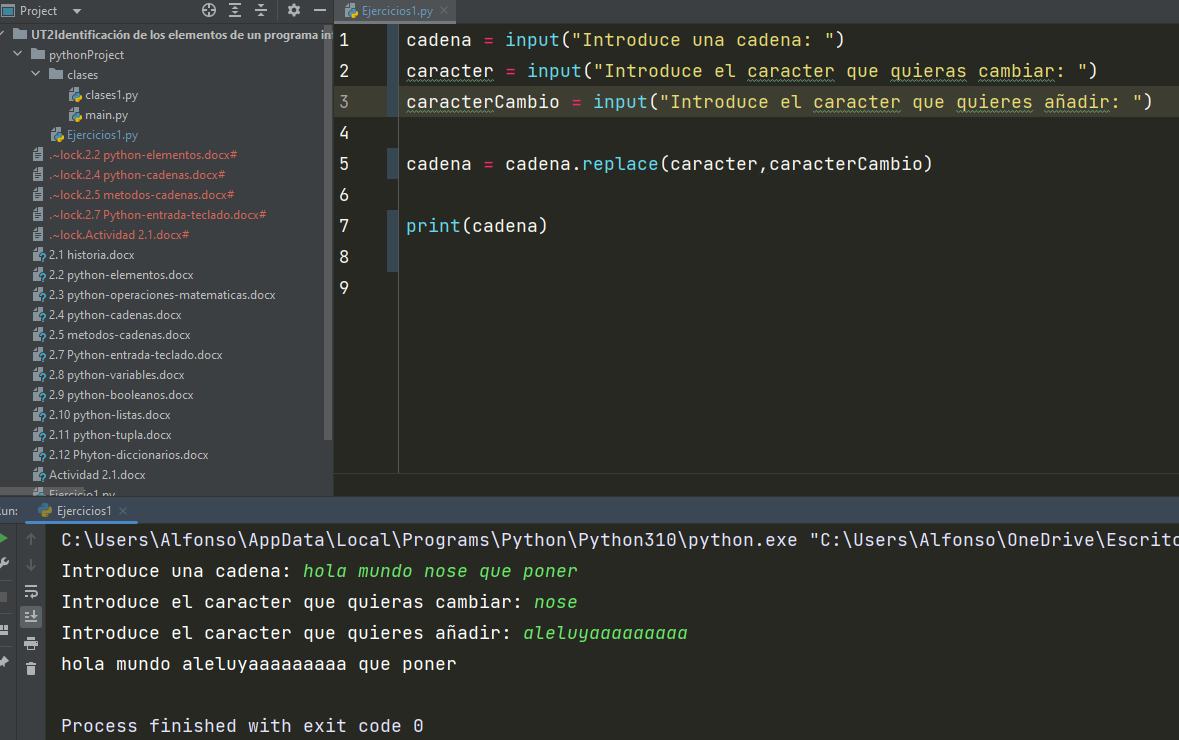 Project
Ejercicios1.py
UT2Identificación de los elementos de un programa in
pythonProject
clases
clases1.py
main.py
Ejercicios1.py
.~lock.2.2 python-elementos.docx#
.~lock.2.4 python-cadenas.docx#
.~lock.2.5 metodos-cadenas.docx#
.~lock.2.7 Python-entrada-teclado.docx#
.~lock.Actividad 2.1.docx#
2.1 historia.docx
2.2 python-elementos.docx
2.3 python-operaciones-matematicas.docx
2.4 python-cadenas.docx
2.5 metodos-cadenas.docx
2.7 Python-entrada-teclado.docx
2.8 python-variables.docx
2.9 python-booleanos.docx
2.10 python-listas.docx
2.11 python-tupla.docx
2.12 Phyton-diccionarios.docx
Actividad 2.1.docx
Ejercicio1.py
1 cadena = input("Introduce una cadena: ")
2 caracter = input("Introduce el caracter que quieras cambiar: ")
3 caracterCambio = input("Introduce el caracter que quieres añadir: ")
4
5 cadena = cadena.replace(caracter,caracterCambio)
6
7 print(cadena)
8
9
un:
Ejercicios1
C:\Users\Alfonso\AppData\Local\Programs\Python\Python310\python.exe "C:\Users\Alfonso\OneDrive\Escrito
Introduce una cadena: hola mundo nose que poner
Introduce el caracter que quieras cambiar: nose
Introduce el caracter que quieres añadir: aleluyaaaaaaaaa
hola mundo aleluyaaaaaaaaa que poner
Process finished with exit code 0